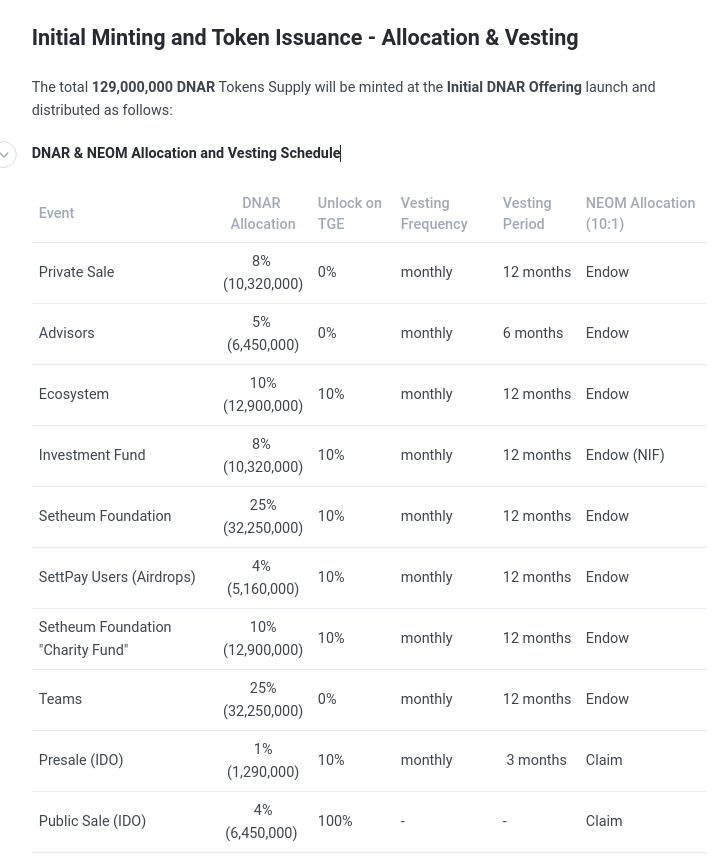 Initial Minting and Token Issuance - Allocation & Vesting
The total 129,000,000 DNAR Tokens Supply will be minted at the Initial DNAR Offering launch and
distributed as follows:
DNAR & NEOM Allocation and Vesting Schedule
Event DNAR Allocation Unlock on TGE Vesting Frequency Vesting Period NEOM Allocation (10:1)
Private Sale 8% (10,320,000) 0% monthly 12 months Endow
Advisors 5% (6,450,000) 0% monthly 6 months Endow
Ecosystem 10% (12,900,000) 10% monthly 12 months Endow
Investment Fund 8% (10,320,000) 10% monthly 12 months Endow (NIF)
Setheum Foundation 25% (32,250,000) 10% monthly 12 months Endow
SettPay Users (Airdrops) 4% (5,160,000) 10% monthly 12 months Endow
Setheum Foundation "Charity Fund" 10% (12,900,000) 10% monthly 12 months Endow
Teams 25% (32,250,000) 0% monthly 12 months Endow
Presale (IDO) 1% (1,290,000) 10% monthly 3 months Claim
Public Sale (IDO) 4% (6,450,000) 100% - - Claim